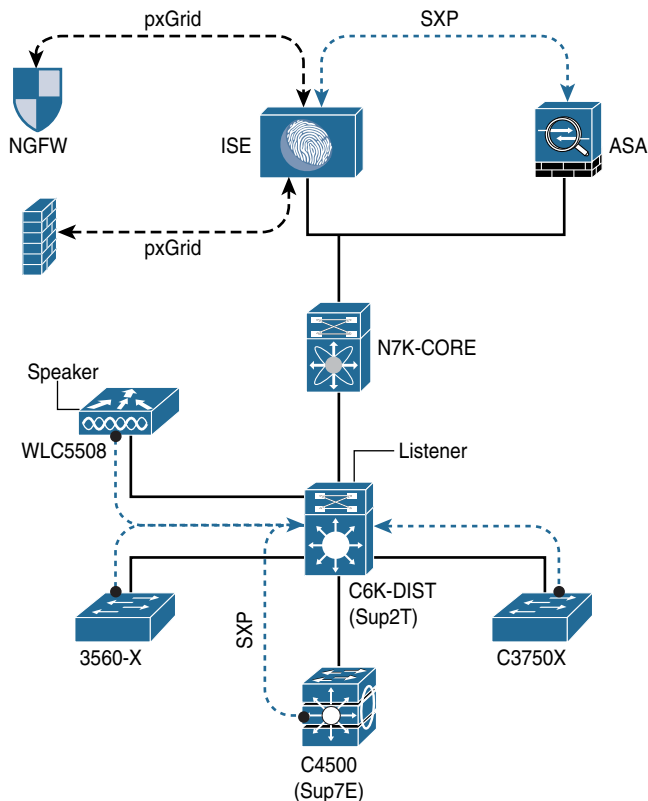 pxGrid
SXP
NGFW
ISE
ASA
pxGrid
N7K-CORE
Speaker
WLC5508
Listener
C6K-DIST
(Sup2T)
3560-X
SXP
C3750X
C4500
(Sup7E)